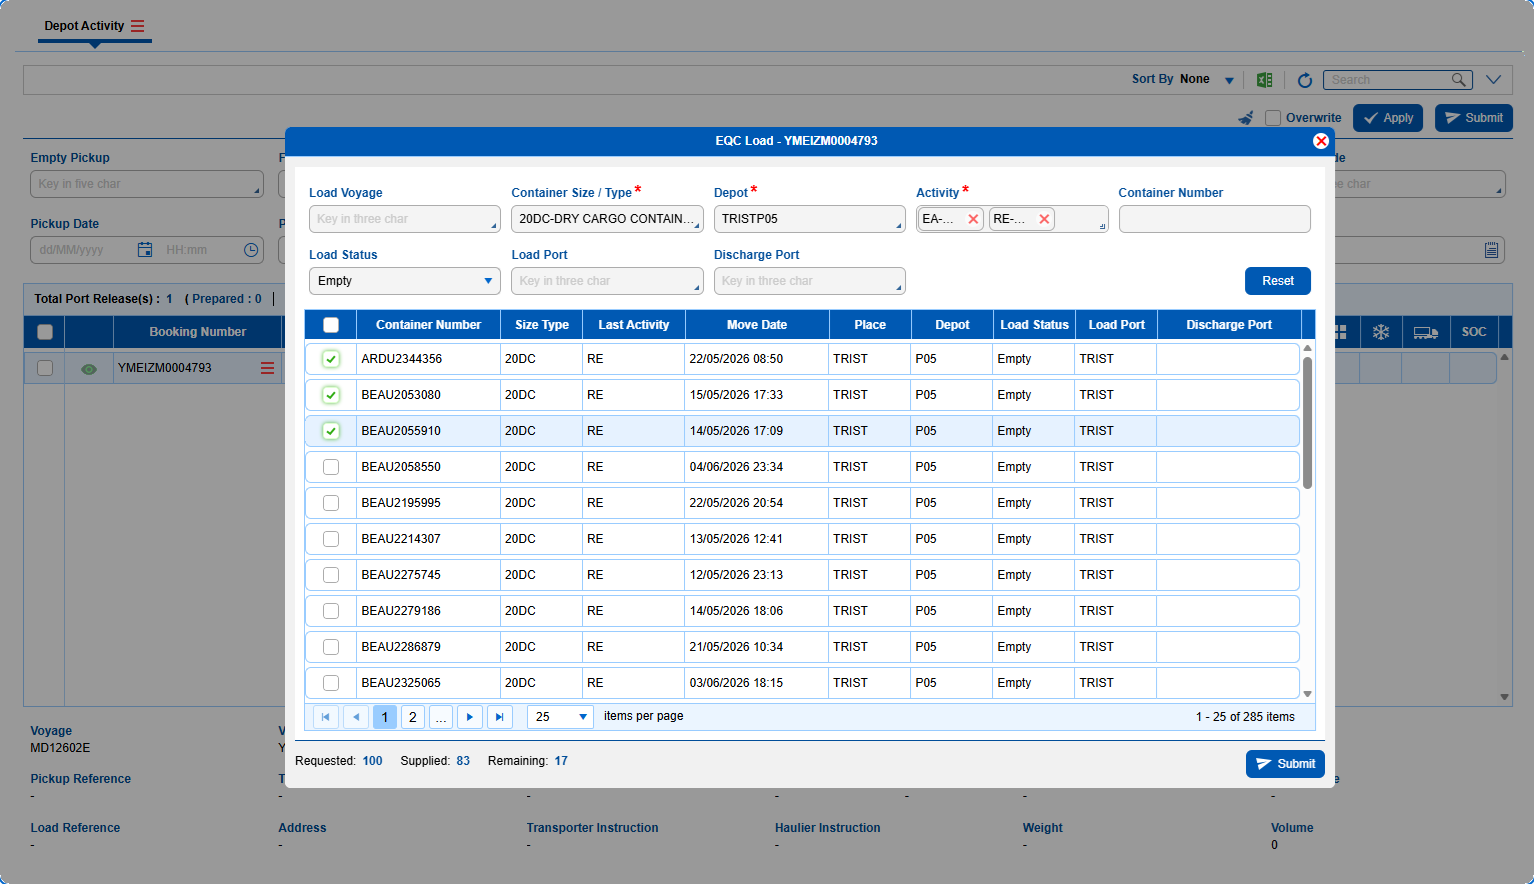 Depot Activity
Sort By None
Search
Overwrite
Apply
Submit
EQC Load - YMEIZM0004793
Empty Pickup
Key in five char
Pickup Date
dd/MM/yyyy
HH:mm
Load Voyage
Container Size / Type*
Depot*
Activity*
Container Number
Key in three char
20DC-DRY CARGO CONTAIN...
TRISTP05
EA-...
RE-...
Load Status
Load Port
Discharge Port
Empty
Key in three char
Key in three char
Reset
Total Port Release(s) : 1 ( Prepared : 0
Booking Number
SOC
YMEIZM0004793
Container Number Size Type Last Activity Move Date Place Depot Load Status Load Port Discharge Port
ARDU2344356 20DC RE 22/05/2026 08:50 TRIST P05 Empty TRIST
BEAU2053080 20DC RE 15/05/2026 17:33 TRIST P05 Empty TRIST
BEAU2055910 20DC RE 14/05/2026 17:09 TRIST P05 Empty TRIST
BEAU2058550 20DC RE 04/06/2026 23:34 TRIST P05 Empty TRIST
BEAU2195995 20DC RE 22/05/2026 20:54 TRIST P05 Empty TRIST
BEAU2214307 20DC RE 13/05/2026 12:41 TRIST P05 Empty TRIST
BEAU2275745 20DC RE 12/05/2026 23:13 TRIST P05 Empty TRIST
BEAU2279186 20DC RE 14/05/2026 18:06 TRIST P05 Empty TRIST
BEAU2286879 20DC RE 21/05/2026 10:34 TRIST P05 Empty TRIST
BEAU2325065 20DC RE 03/06/2026 18:15 TRIST P05 Empty TRIST
1 2 ... 25 items per page
1 - 25 of 285 items
Requested: 100 Supplied: 83 Remaining: 17
Submit
Voyage
MD12602E
Pickup Reference
-
- - - - -
Load Reference Address Transporter Instruction Haulier Instruction Weight Volume
- - - - - 0